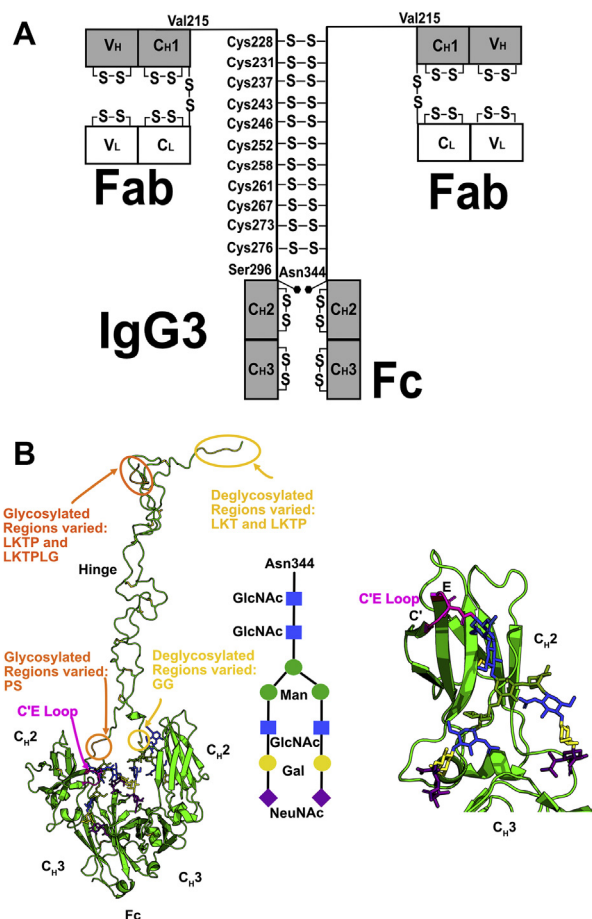 A
Val215
Val215
VH
CH1
CH1
VH
S-S
S-S
S-S
S-S
S
S
S
S
S-S
S-S
S-S
S-S
VL
CL
CL
VL
Fab
Fab
Cys228 S-S
Cys231 S-S
Cys237 S-S
Cys243 S-S
Cys246 S-S
Cys252 S-S
Cys258 S-S
Cys261 S-S
Cys267 S-S
Cys273 S-S
Cys276 S-S
Ser296
Asn344
CH2
S
S
S
S
CH2
IgG3
CH3
S
S
S
S
CH3
Fc
B
Glycosylated
Regions varied:
LKTP and
LKTPLG
Deglycosylated
Regions varied:
LKT and LKTP
Hinge
Glycosylated
Regions varied:
PS
Deglycosylated
Regions varied:
GG
C'E Loop
CH2
CH2
CH3
CH3
Fc
Asn344
GlcNAc
GlcNAc
Man
GlcNAc
Gal
NeuNAc
E
C'E Loop
C'
CH2
CH3